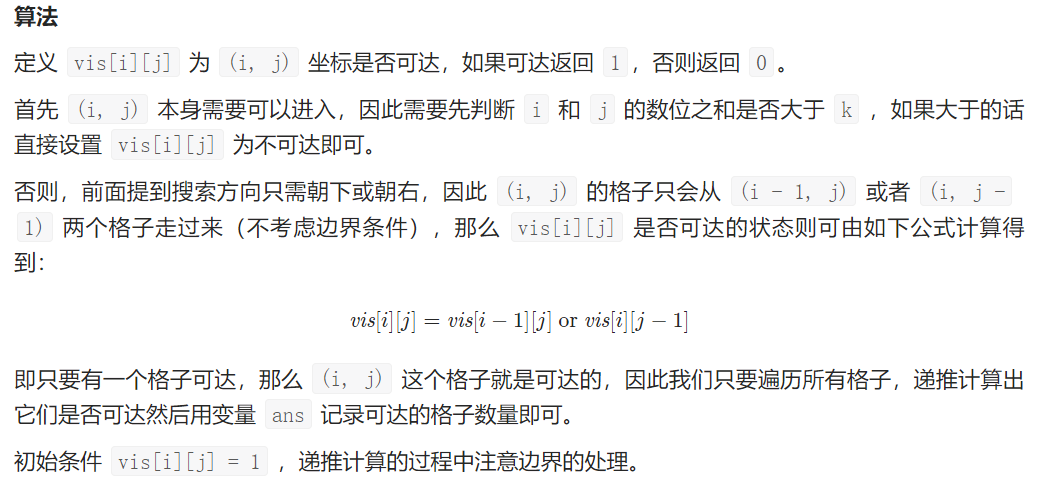 算法
定义 vis[i][j] 为 (i, j) 坐标是否可达，如果可达返回 1，否则返回 0。
首先 (i, j) 本身需要可以进入，因此需要先判断 i 和 j 的数位之和是否大于 k ，如果大于的话
直接设置 vis[i][j] 为不可达即可。
否则，前面提到搜索方向只需朝下或朝右，因此 (i, j) 的格子只会从 (i - 1, j) 或者 (i, j -
1) 两个格子走过来（不考虑边界条件），那么 vis[i][j] 是否可达的状态则可由如下公式计算得
到：
vis[i][j] = vis[i − 1][j] or vis[i][j − 1]
即只要有一个格子可达，那么 (i, j) 这个格子就是可达的，因此我们只要遍历所有格子，递推计算出
它们是否可达然后用变量 ans 记录可达的格子数量即可。
初始条件 vis[i][j] = 1 ，递推计算的过程中注意边界的处理。